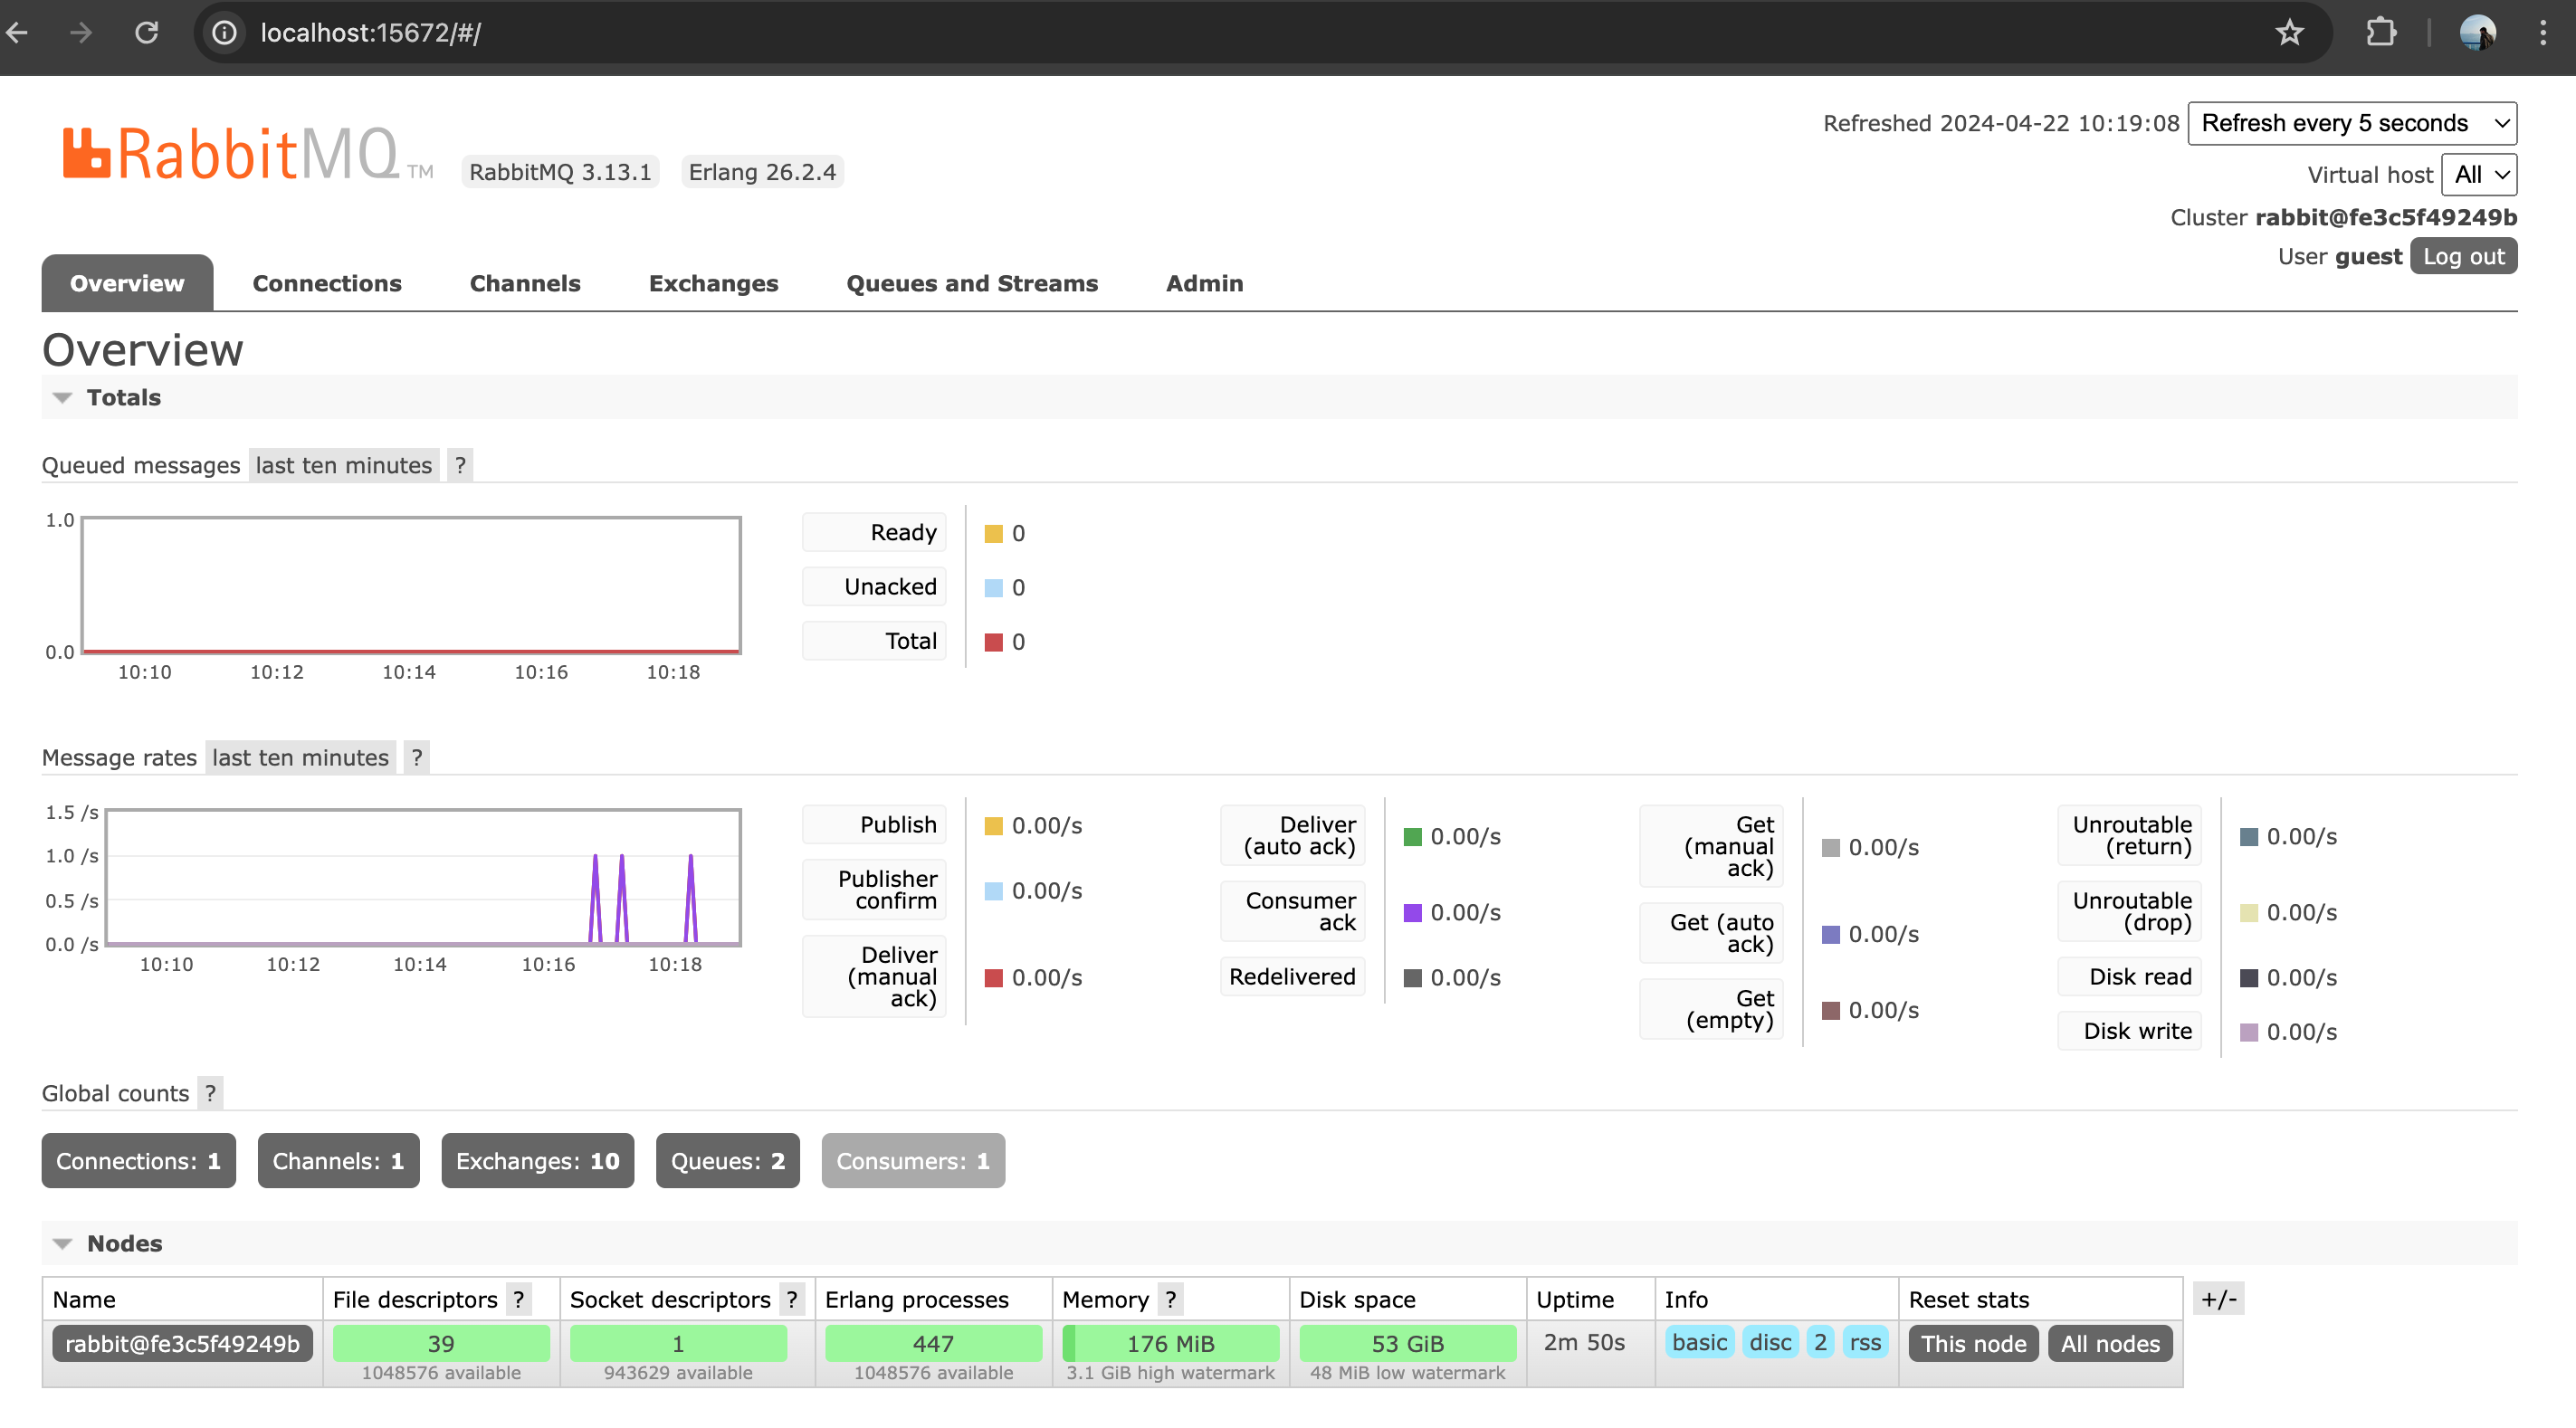 localhost:15672/#/
RabbitMQ TM
RabbitMQ 3.13.1 Erlang 26.2.4
Refreshed 2024-04-22 10:19:08 Refresh every 5 seconds
Virtual host All
Cluster rabbit@fe3c5f49249b
User guest Log out
Overview Connections Channels Exchanges Queues and Streams Admin
Overview
Totals
Queued messages last ten minutes ?
1.0
0.0
10:10 10:12 10:14 10:16 10:18
Ready 0
Unacked 0
Total 0
Message rates last ten minutes ?
1.5 /s
1.0 /s
0.5 /s
0.0 /s
10:10 10:12 10:14 10:16 10:18
Publish 0.00/s
Publisher
confirm 0.00/s
Deliver
(manual
ack) 0.00/s
Deliver
(auto ack) 0.00/s
Consumer
ack 0.00/s
Redelivered 0.00/s
Get
(manual
ack) 0.00/s
Get (auto
ack) 0.00/s
Get
(empty) 0.00/s
Unroutable
(return) 0.00/s
Unroutable
(drop) 0.00/s
Disk read 0.00/s
Disk write 0.00/s
Global counts ?
Connections: 1 Channels: 1 Exchanges: 10 Queues: 2 Consumers: 1
Nodes
Name File descriptors ? Socket descriptors ? Erlang processes Memory ? Disk space Uptime Info Reset stats +/-
rabbit@fe3c5f49249b 39 1 447 176 MiB 53 GiB 2m 50s basic disc 2 rss This node All nodes
1048576 available 943629 available 1048576 available 3.1 GiB high watermark 48 MiB low watermark